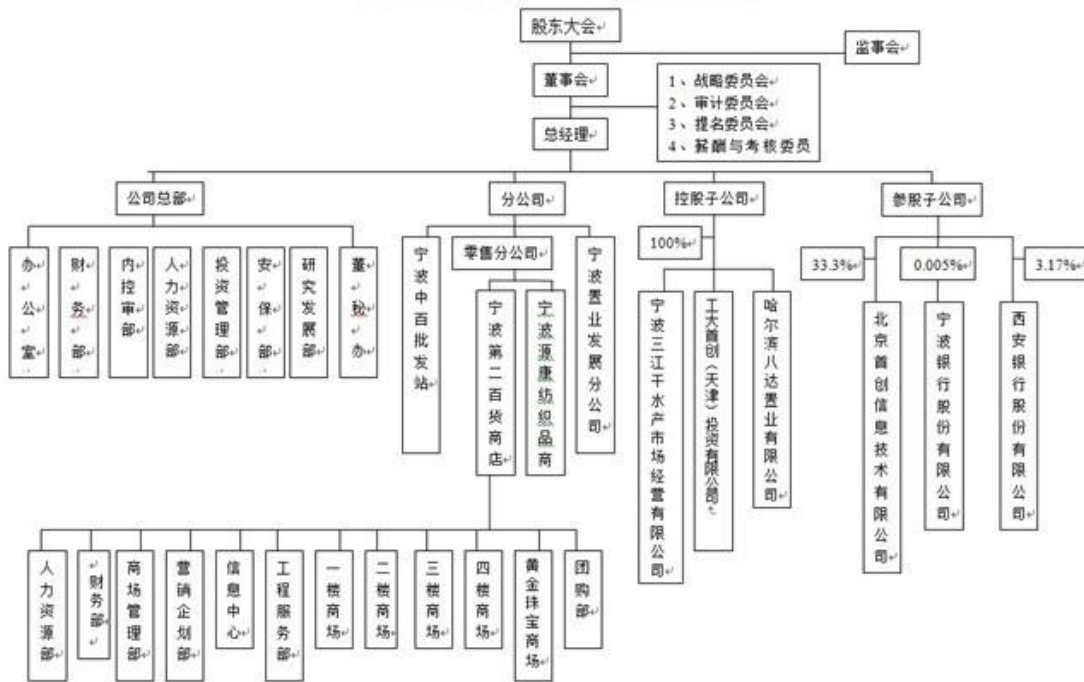 股东大会
监事会
董事会
1、战略委员会
2、审计委员会
3、提名委员会
4、薪酬与考核委员
总经理
公司总部
分公司
控股子公司
参股子公司
办公室
财务部
内控审部
人力资源部
投资管理部
安保部
研究发展部
董秘办
宁波中百批发站
零售分公司
宁波第二百货商店
宁波源康纺织品商
宁波置业发展分公司
100%
宁波三江干水产市场经营有限公司
工大首创（天津）投资有限公司
哈尔滨八达置业有限公司
33.3%
0.005%
3.17%
北京首创信息技术有限公司
宁波银行股份有限公司
西安银行股份有限公司
人力资源部
财务部
商场管理部
营销企划部
信息中心
工程服务部
一楼商场
二楼商场
三楼商场
四楼商场
黄金珠宝商场
团购部